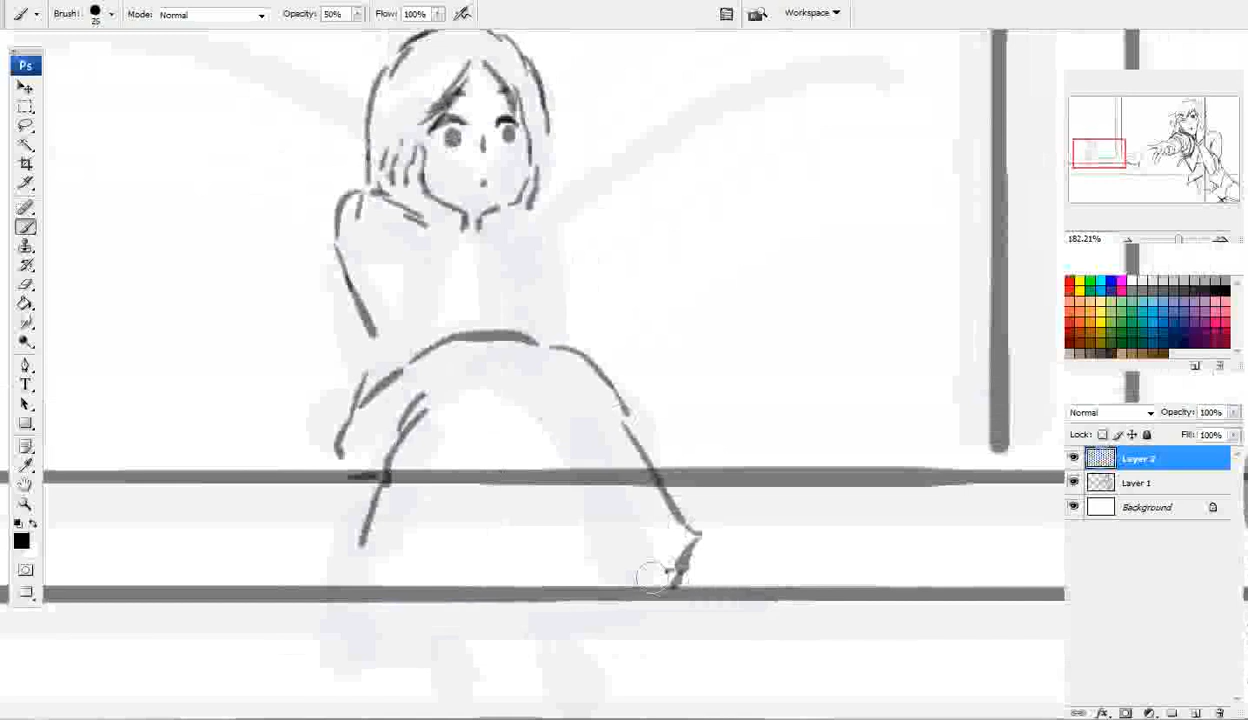 Brush: 25 Mode: Normal Opacity: 50% Flow: 100% Workspace
Ps
182.21%
T
Normal Opacity: 100%
Lock: Fill: 100%
Layer 2
Layer 1
Background